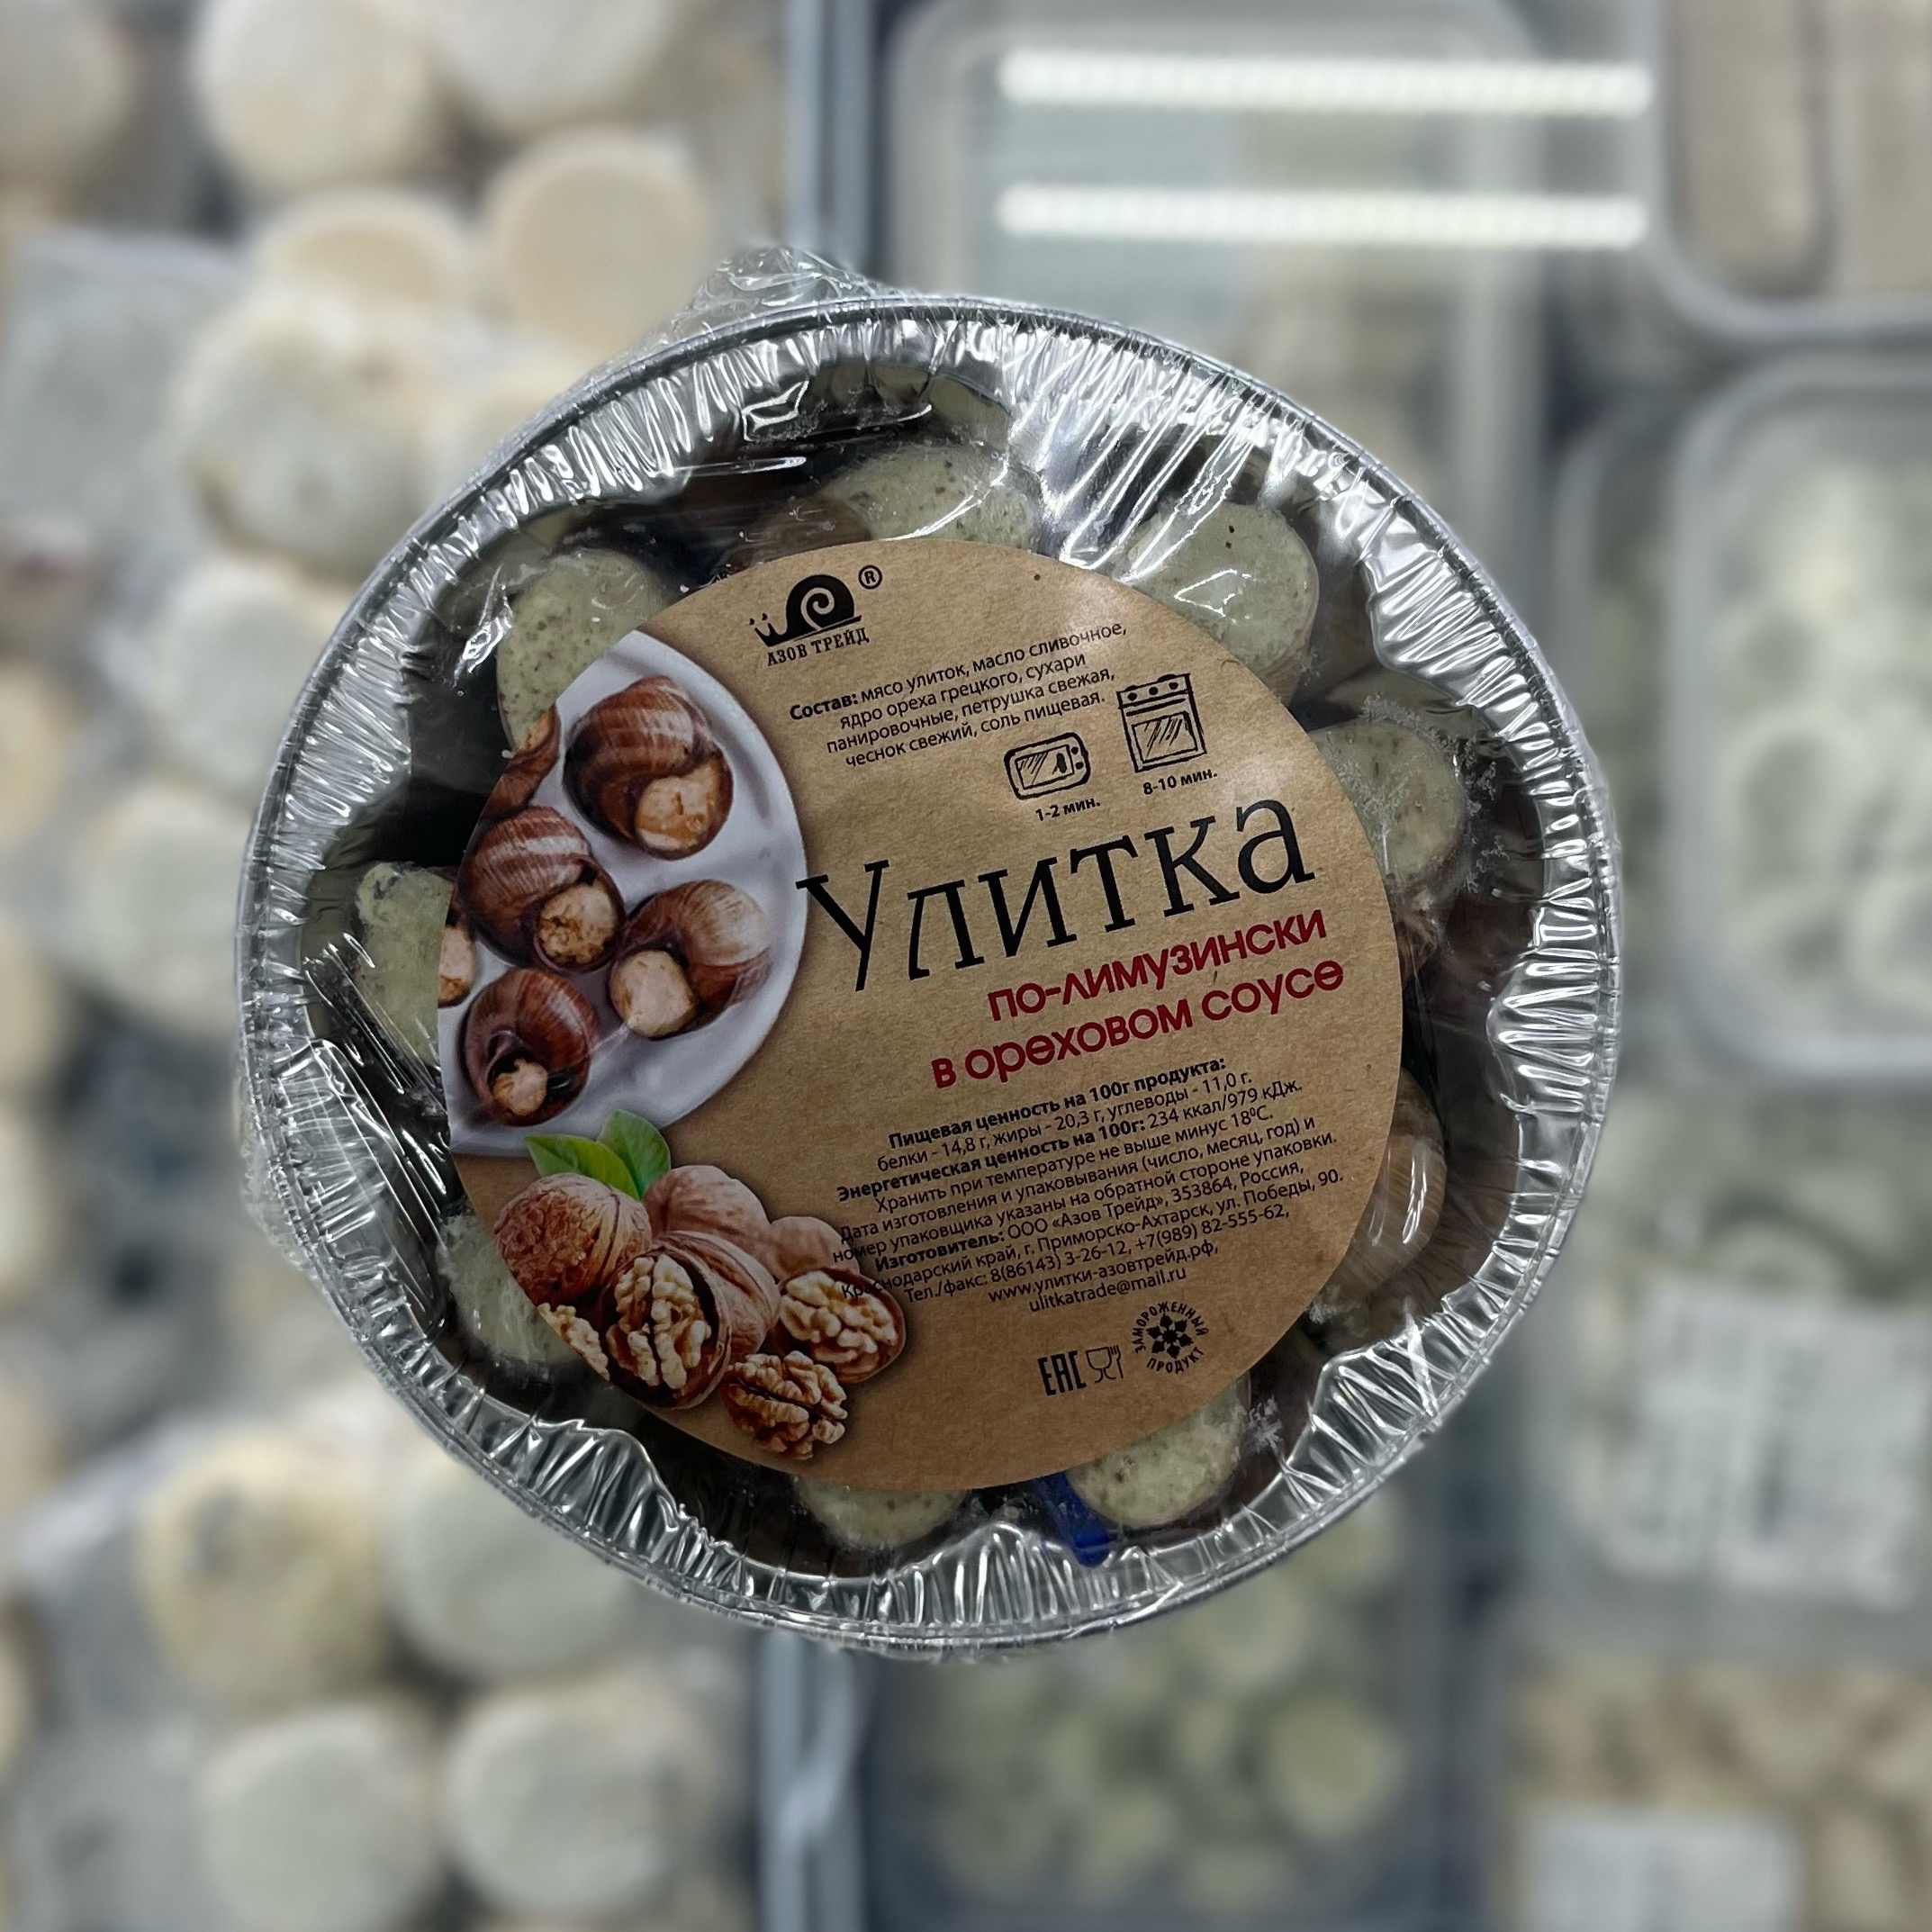 ®
АЗОВ ТРЕЙД
Состав: мясо улиток, масло сливочное,
ядро ореха грецкого, сухари
панировочные, петрушка свежая,
чеснок свежий, соль пищевая.
1-2 мин.
8-10 мин.
Улитка
по-лимузински
в ореховом соусе
Пищевая ценность на 100г продукта:
белки - 14,8 г, жиры - 20,3 г, углеводы - 11,0 г.
Энергетическая ценность на 100г: 234 ккал/979 кДж.
Хранить при температуре не выше минус 18⁰С.
Дата изготовления и упаковывания (число, месяц, год) и
номер упаковщика указаны на обратной стороне упаковки.
Изготовитель: ООО «Азов Трейд», 353864, Россия,
Краснодарский край, г. Приморско-Ахтарск, ул. Победы, 90.
Тел./факс: 8(86143) 3-26-12, +7(989) 82-555-62,
www.улитки-азовтрейд.рф,
ulitkatrade@mail.ru
ЕАС
ЗАМОРОЖЕННЫЙ
ПРОДУКТ